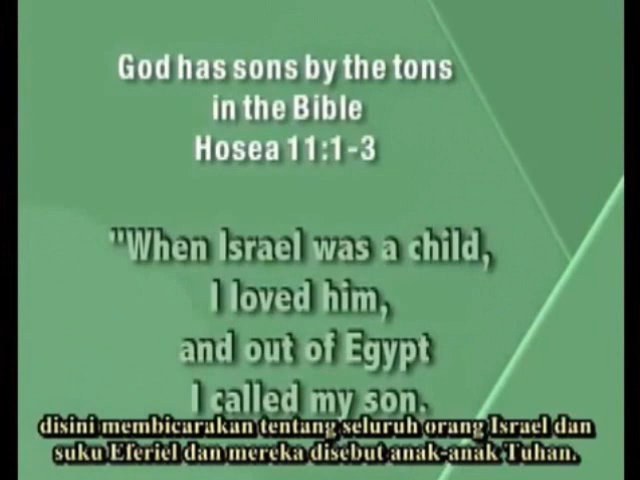 God has sons by the tons
in the Bible
Hosea 11:1-3
"When Israel was a child,
I loved him,
and out of Egypt
I called my son.
disini membicarakan tentang seluruh orang Israel dan
suku Eferiel dan mereka disebut anak-anak Tuhan.